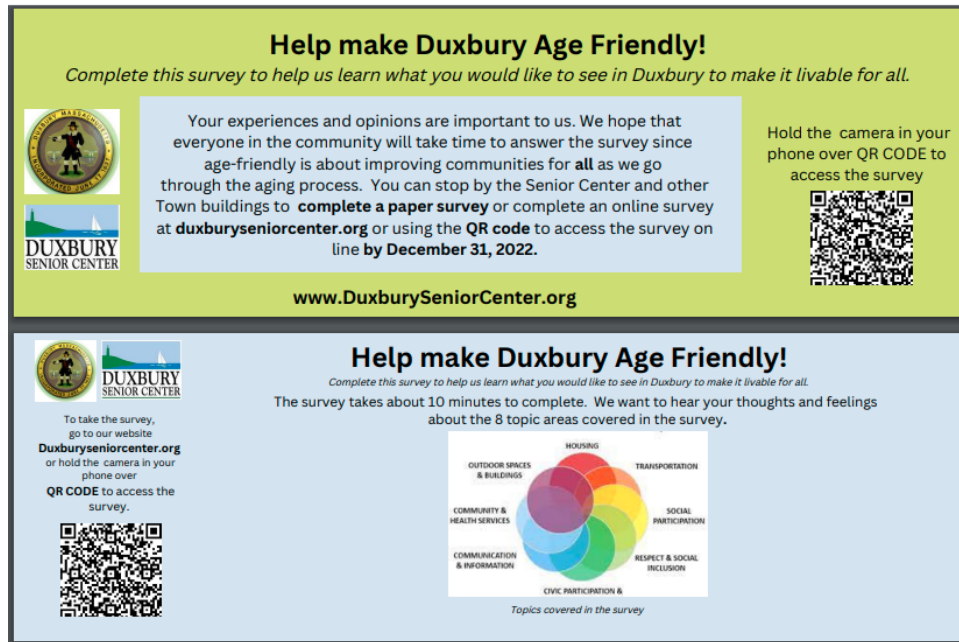 Help make Duxbury Age Friendly!
Complete this survey to help us learn what you would like to see in Duxbury to make it livable for all.
DUXBURY MASSACHUSETTS
INCORPORATED JUNE 17 1637
DUXBURY
SENIOR CENTER
Your experiences and opinions are important to us. We hope that
everyone in the community will take time to answer the survey since
age-friendly is about improving communities for all as we go
through the aging process. You can stop by the Senior Center and other
Town buildings to complete a paper survey or complete an online survey
at duxburyseniorcenter.org or using the QR code to access the survey on
line by December 31, 2022.
Hold the camera in your
phone over QR CODE to
access the survey
www.DuxburySeniorCenter.org
DUXBURY
SENIOR CENTER
To take the survey,
go to our website
Duxburyseniorcenter.org
or hold the camera in your
phone over
QR CODE to access the
survey.
Help make Duxbury Age Friendly!
Complete this survey to help us learn what you would like to see in Duxbury to make it livable for all.
The survey takes about 10 minutes to complete. We want to hear your thoughts and feelings
about the 8 topic areas covered in the survey.
HOUSING
OUTDOOR SPACES
& BUILDINGS
TRANSPORTATION
COMMUNITY &
HEALTH SERVICES
SOCIAL
PARTICIPATION
COMMUNICATION
& INFORMATION
RESPECT & SOCIAL
INCLUSION
CIVIC PARTICIPATION &
Topics covered in the survey